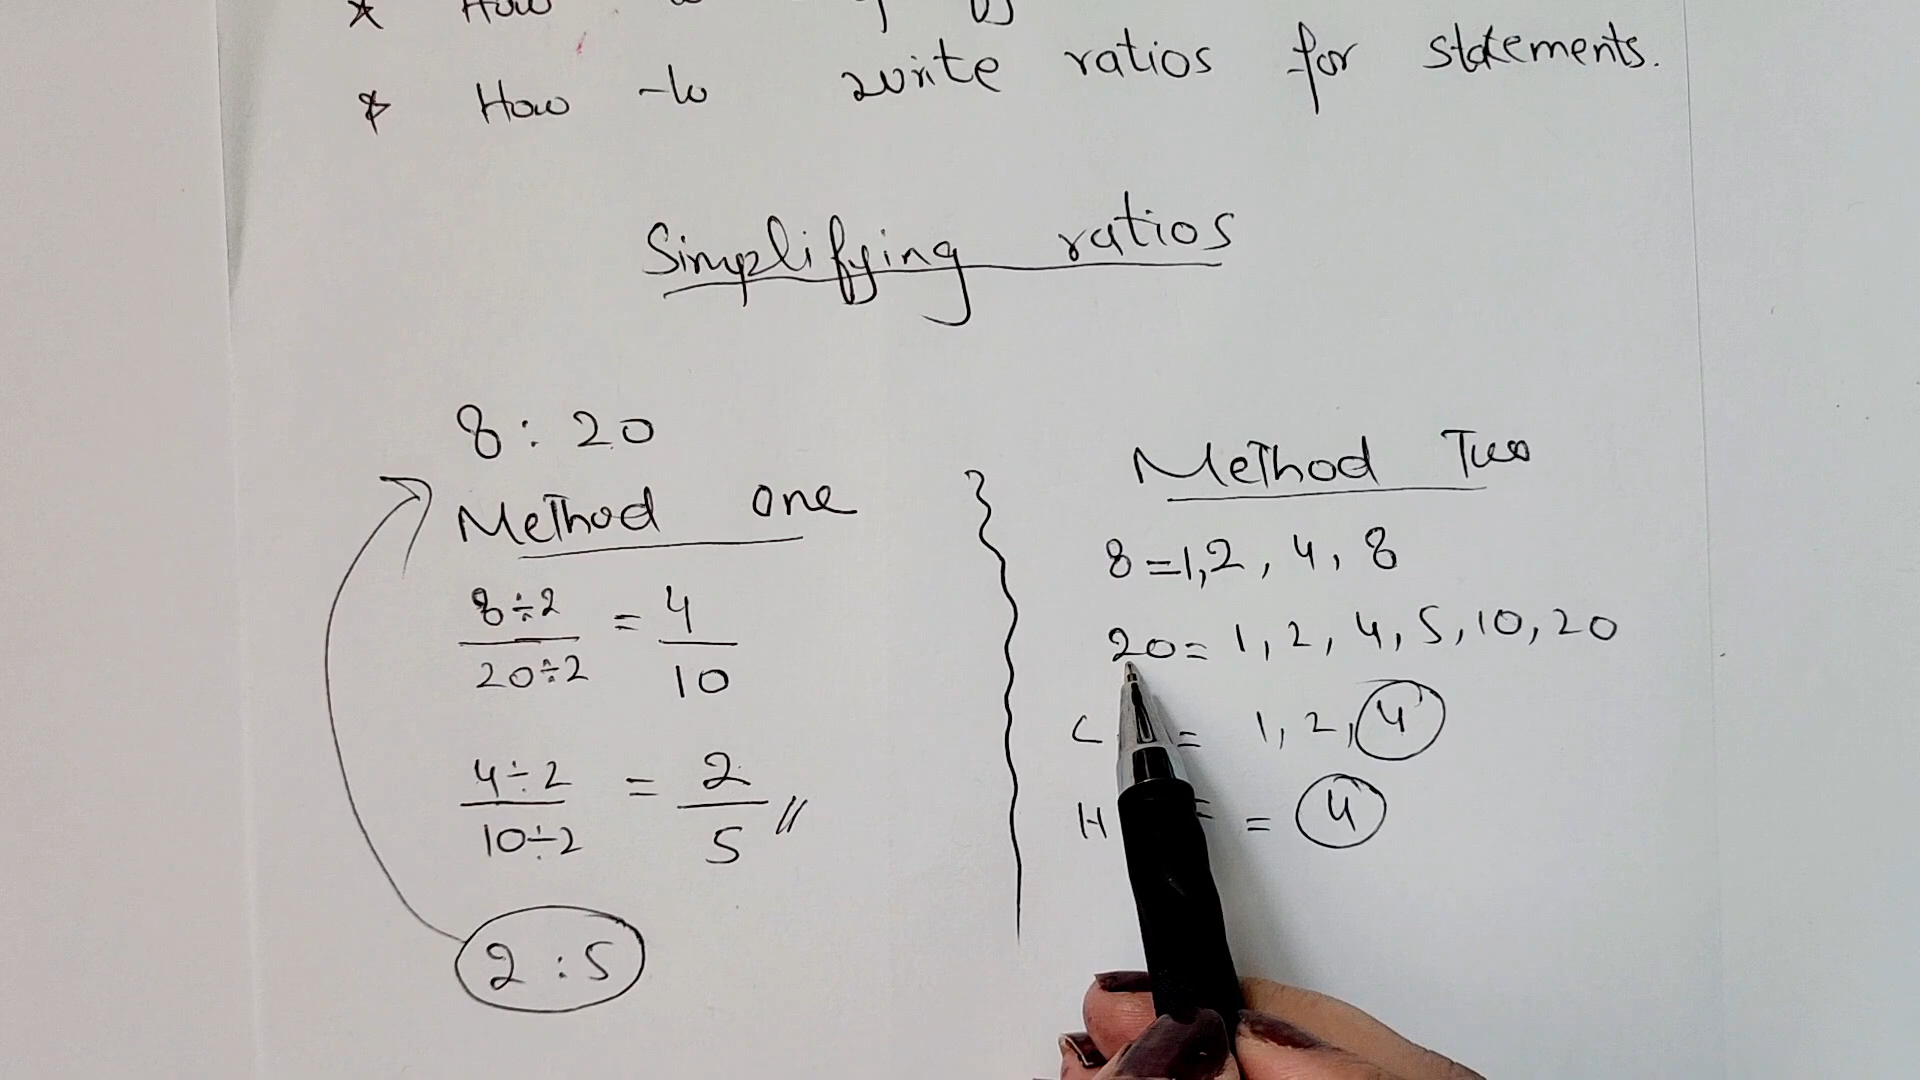 * How
* How to write ratios for statements.
Simplifying ratios
8 : 20
Method one
8÷2 / 20÷2 = 4 / 10
4÷2 / 10÷2 = 2 / 5 //
2 : 5
Method Two
8 = 1, 2, 4, 8
20 = 1, 2, 4, 5, 10, 20
C = 1, 2, 4
H = 4